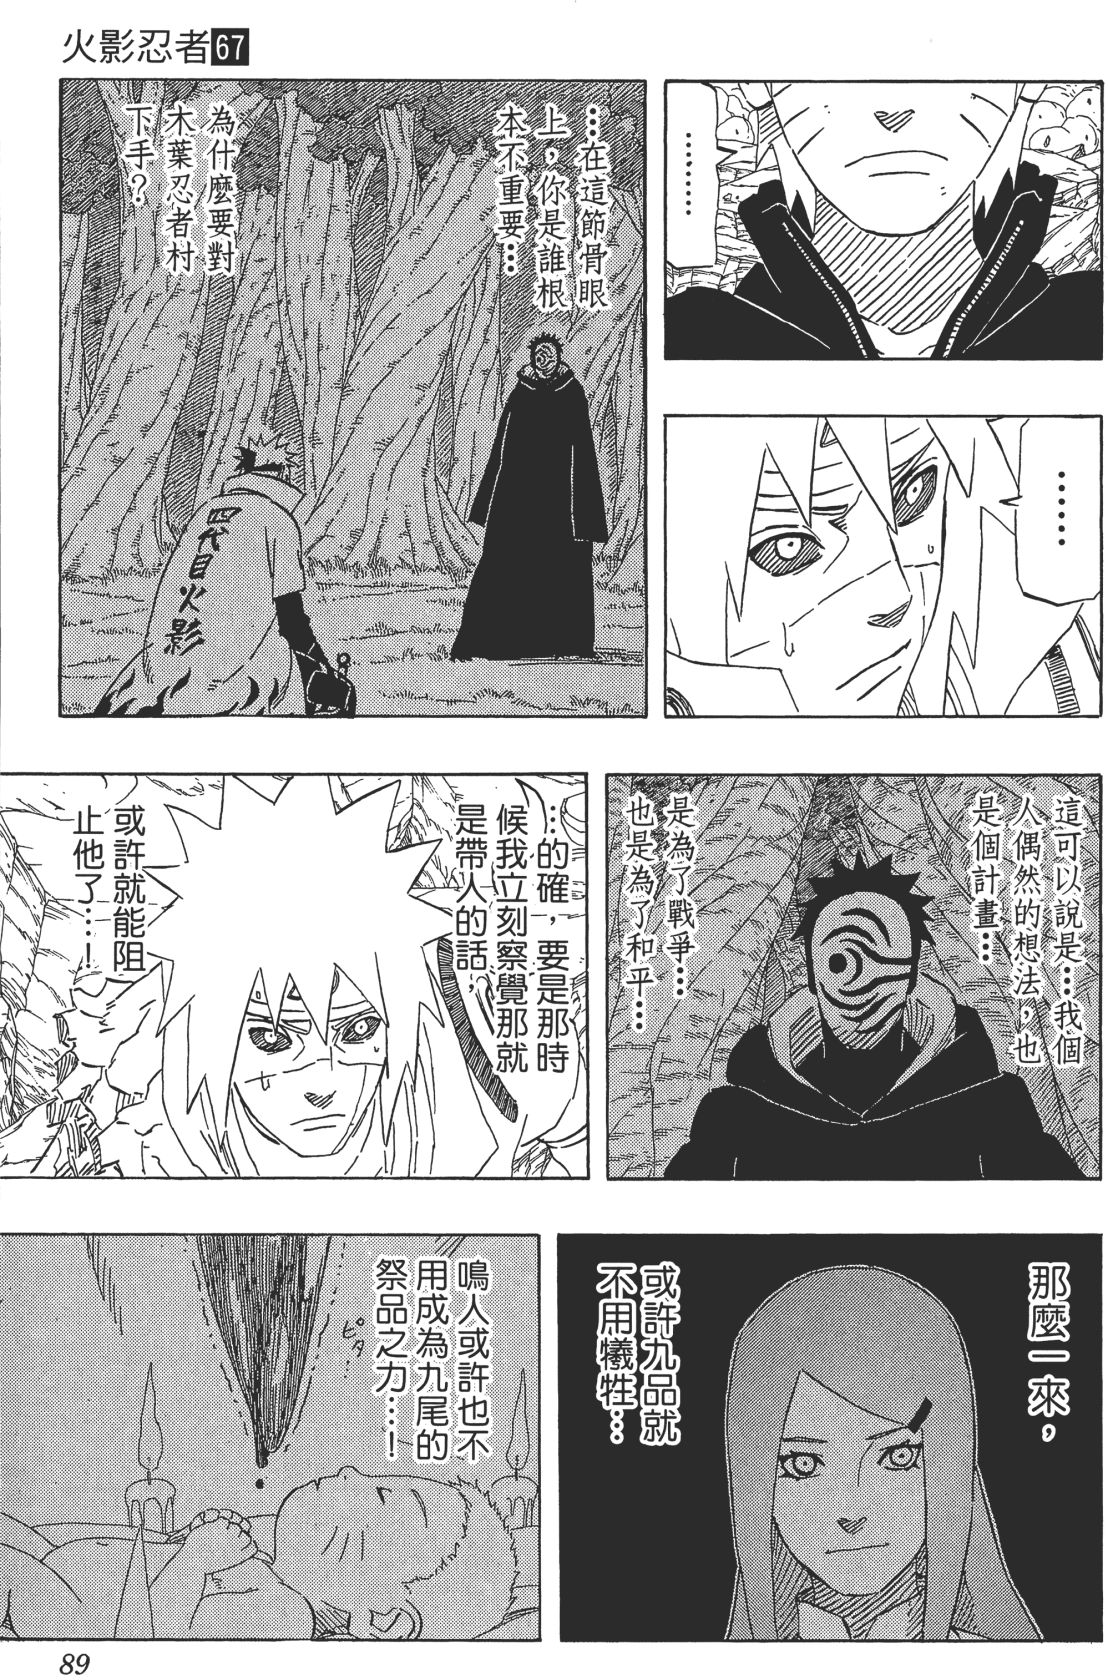 火影忍者67
………
………
…在這節骨眼
上，你是誰根
本不重要…
為什麼要對
木葉忍者村
下手？
四代目火影
這可以說是…我個
人偶然的想法，也
是個計畫…
是為了戰爭…
也是為了和平…
…的確，要是那時
候我立刻察覺那就
是帶人的話，
或許就能阻
止他了…！
那麼一來，
或許九品就
不用犧牲…
鳴人或許也不
用成為九尾的
祭品之力…！
ピタ…
89